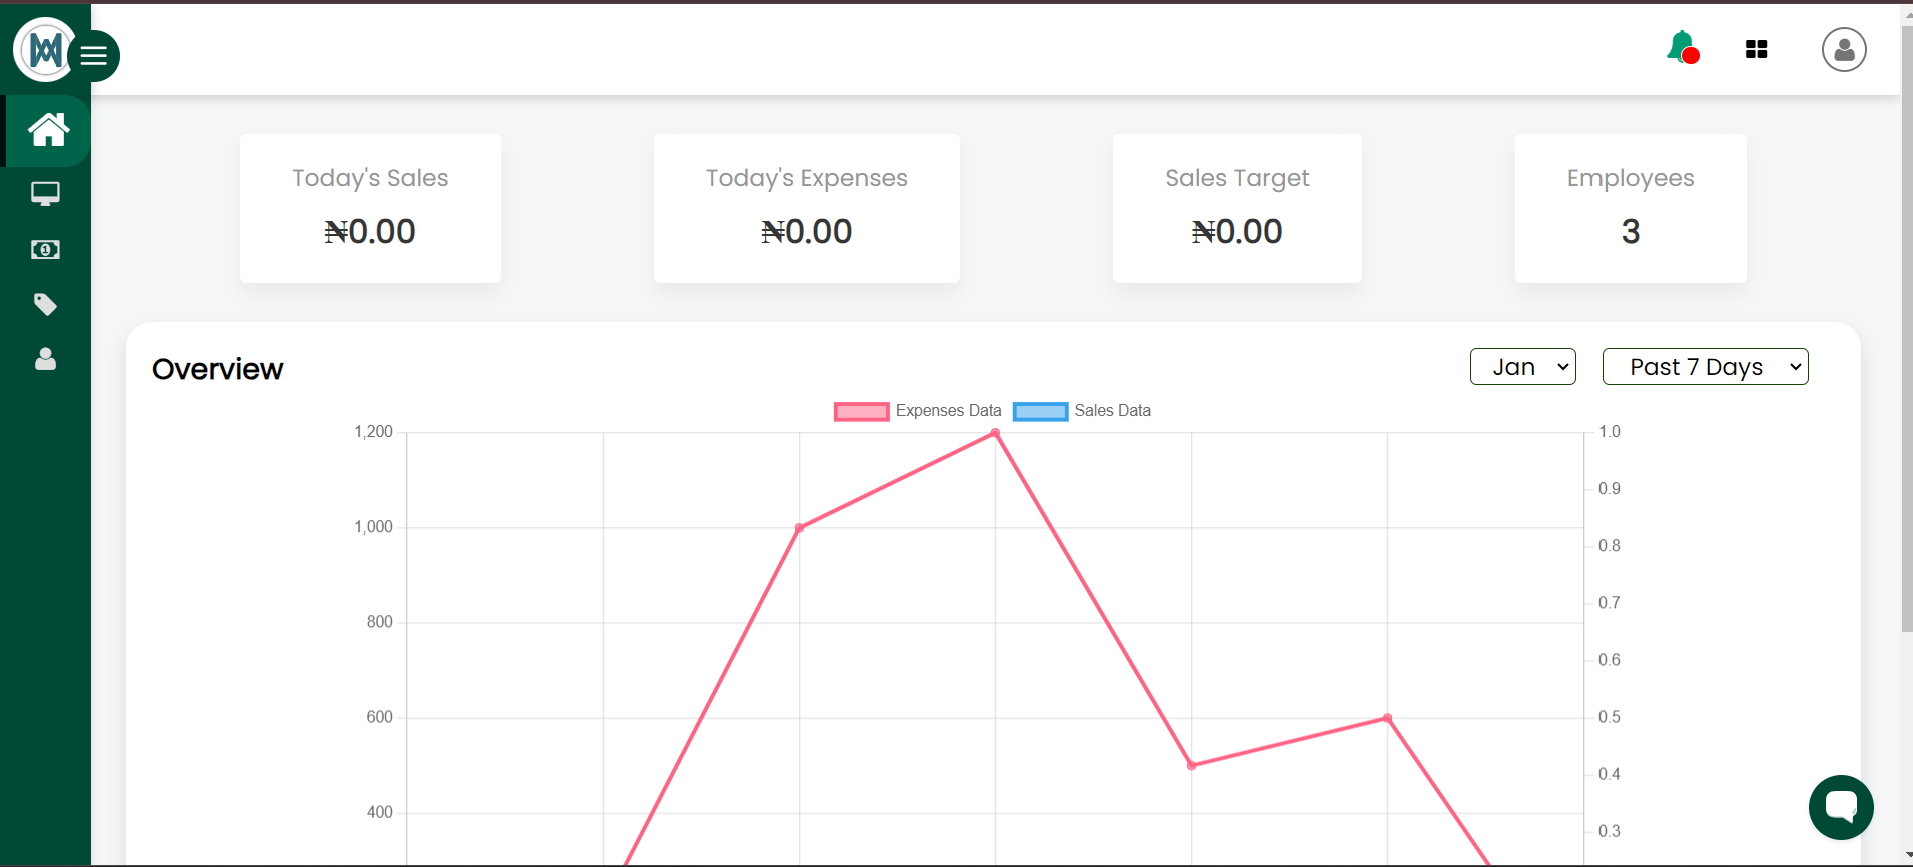 Today's Sales
₦0.00
Today's Expenses
₦0.00
Sales Target
₦0.00
Employees
3
Overview
Jan
Past 7 Days
Expenses Data
Sales Data
1,200
1,000
800
600
400
1.0
0.9
0.8
0.7
0.6
0.5
0.4
0.3